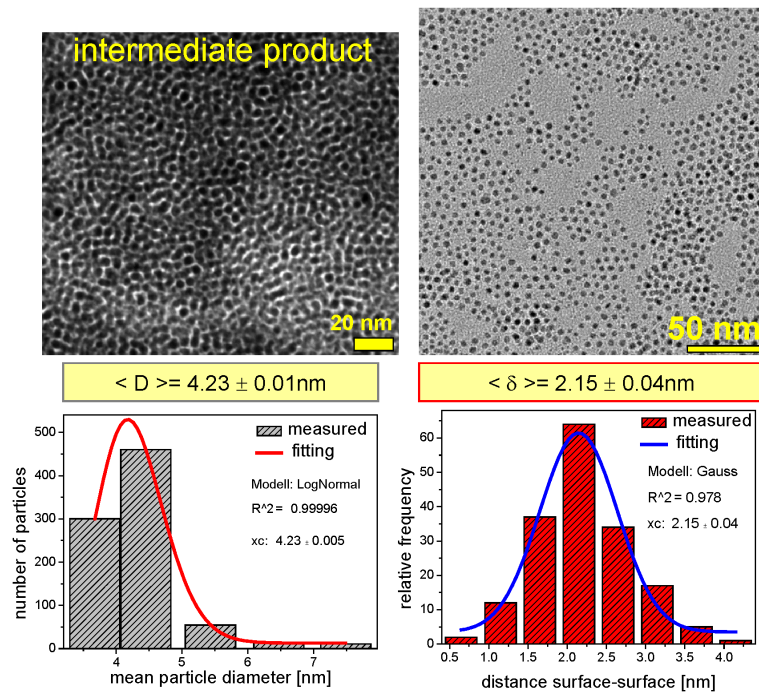 intermediate product
20 nm
50 nm
< D >= 4.23 ± 0.01nm
< δ >= 2.15 ± 0.04nm
500
400
300
200
100
0
number of particles
measured
fitting
Modell: LogNormal
R^2 = 0.99996
xc: 4.23 ± 0.005
4 5 6 7
mean particle diameter [nm]
60
50
40
30
20
10
0
relative frequency
measured
fitting
Modell: Gauss
R^2 = 0.978
xc: 2.15 ± 0.04
0.5 1.0 1.5 2.0 2.5 3.0 3.5 4.0
distance surface-surface [nm]